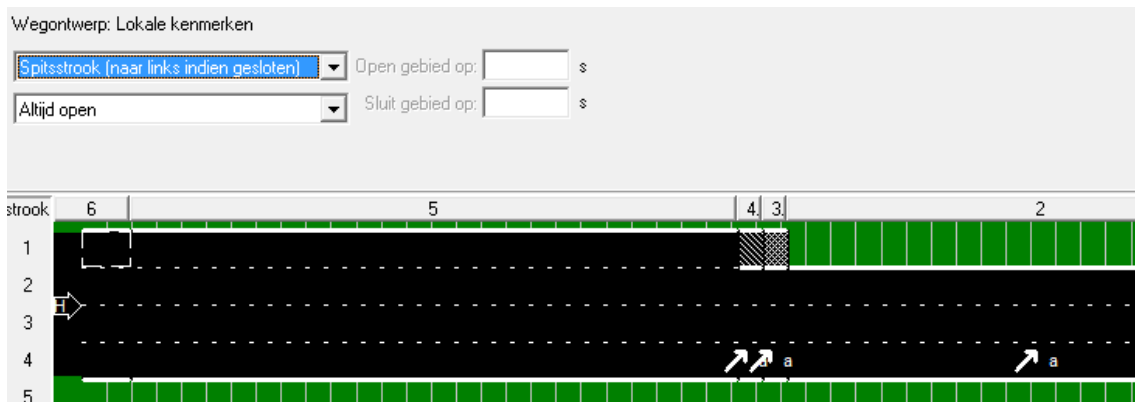 Wegontwerp: Lokale kenmerken
Spitsstrook (naar links indien gesloten) Open gebied op: s
Altijd open Sluit gebied op: s
strook 6 5 4. 3. 2
1
2
H
3
4 a a a
5